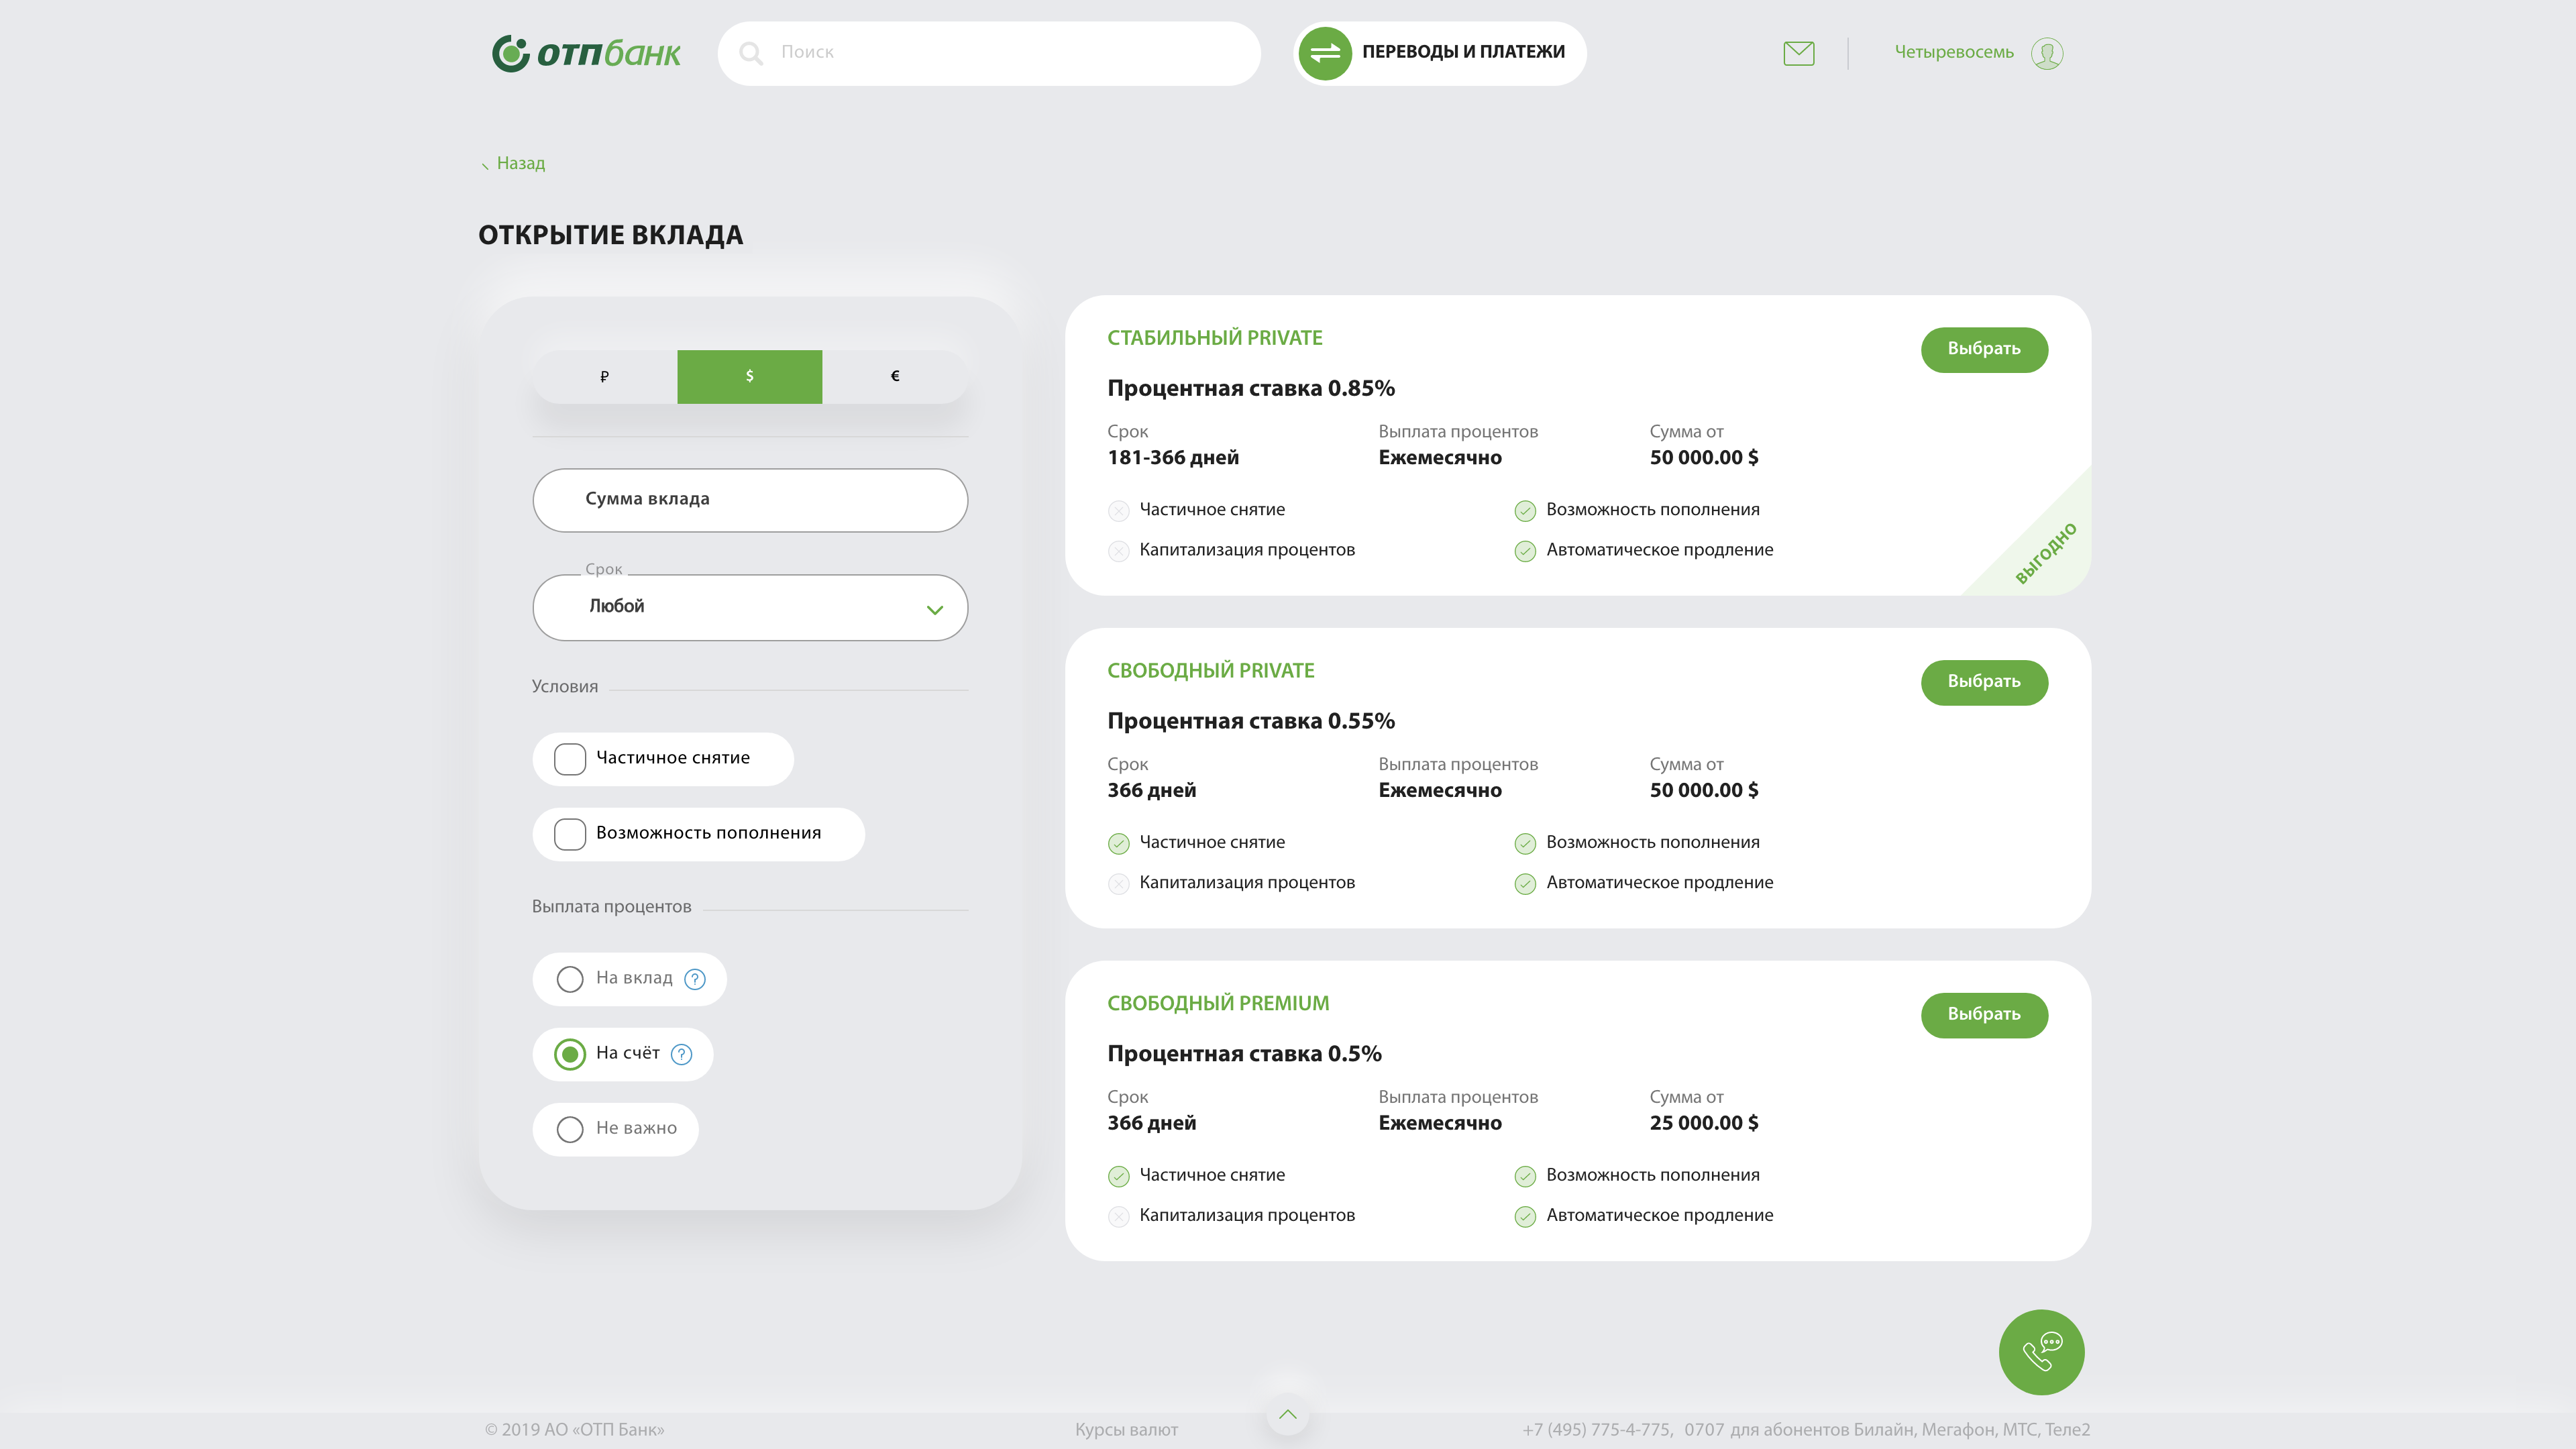 отпбанк
Поиск
ПЕРЕВОДЫ И ПЛАТЕЖИ
Четыревосемь
Назад
ОТКРЫТИЕ ВКЛАДА
₽
$
€
Сумма вклада
Срок
Любой
Условия
Частичное снятие
Возможность пополнения
Выплата процентов
На вклад ?
На счёт ?
Не важно
СТАБИЛЬНЫЙ PRIVATE
Выбрать
Процентная ставка 0.85%
Срок Выплата процентов Сумма от
181-366 дней Ежемесячно 50 000.00 $
Частичное снятие Возможность пополнения
Капитализация процентов Автоматическое продление
ВЫГОДНО
СВОБОДНЫЙ PRIVATE
Выбрать
Процентная ставка 0.55%
Срок Выплата процентов Сумма от
366 дней Ежемесячно 50 000.00 $
Частичное снятие Возможность пополнения
Капитализация процентов Автоматическое продление
СВОБОДНЫЙ PREMIUM
Выбрать
Процентная ставка 0.5%
Срок Выплата процентов Сумма от
366 дней Ежемесячно 25 000.00 $
Частичное снятие Возможность пополнения
Капитализация процентов Автоматическое продление
© 2019 АО «ОТП Банк» Курсы валют +7 (495) 775-4-775, 0707 для абонентов Билайн, Мегафон, МТС, Теле2